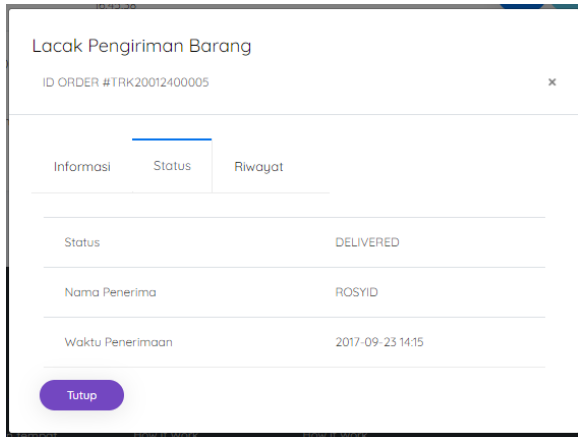 Lacak Pengiriman Barang
ID ORDER #TRK20012400005
×
Informasi Status Riwayat
Status DELIVERED
Nama Penerima ROSYID
Waktu Penerimaan 2017-09-23 14:15
Tutup